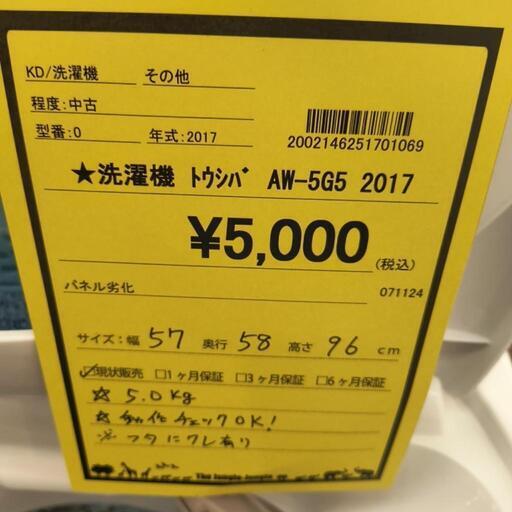 KD/洗濯機 その他
程度:中古
型番:0 年式:2017
2002146251701069
★洗濯機 ﾄｳｼﾊﾞ AW-5G5 2017
¥5,000
(税込)
パネル劣化 071124
サイズ:幅 57 奥行 58 高さ 96 cm
☑現状販売 □1ヶ月保証 □3ヶ月保証 □6ヶ月保証
☆ 5.0kg
☆ 動作チェックOK!
※フタにワレ有り
The Jungle Jungle